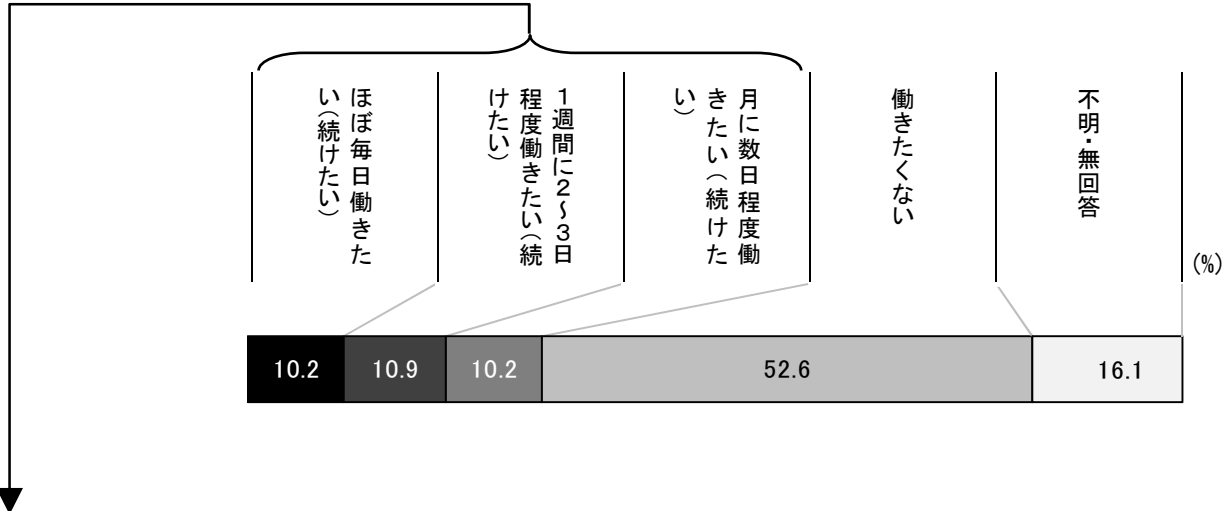 ほぼ毎日働きた
い（続けたい）
１週間に２～３日
程度働きたい（続
けたい）
月に数日程度働
きたい（続けた
い）
働きたくない
不明・無回答
(%)
10.2
10.9
10.2
52.6
16.1